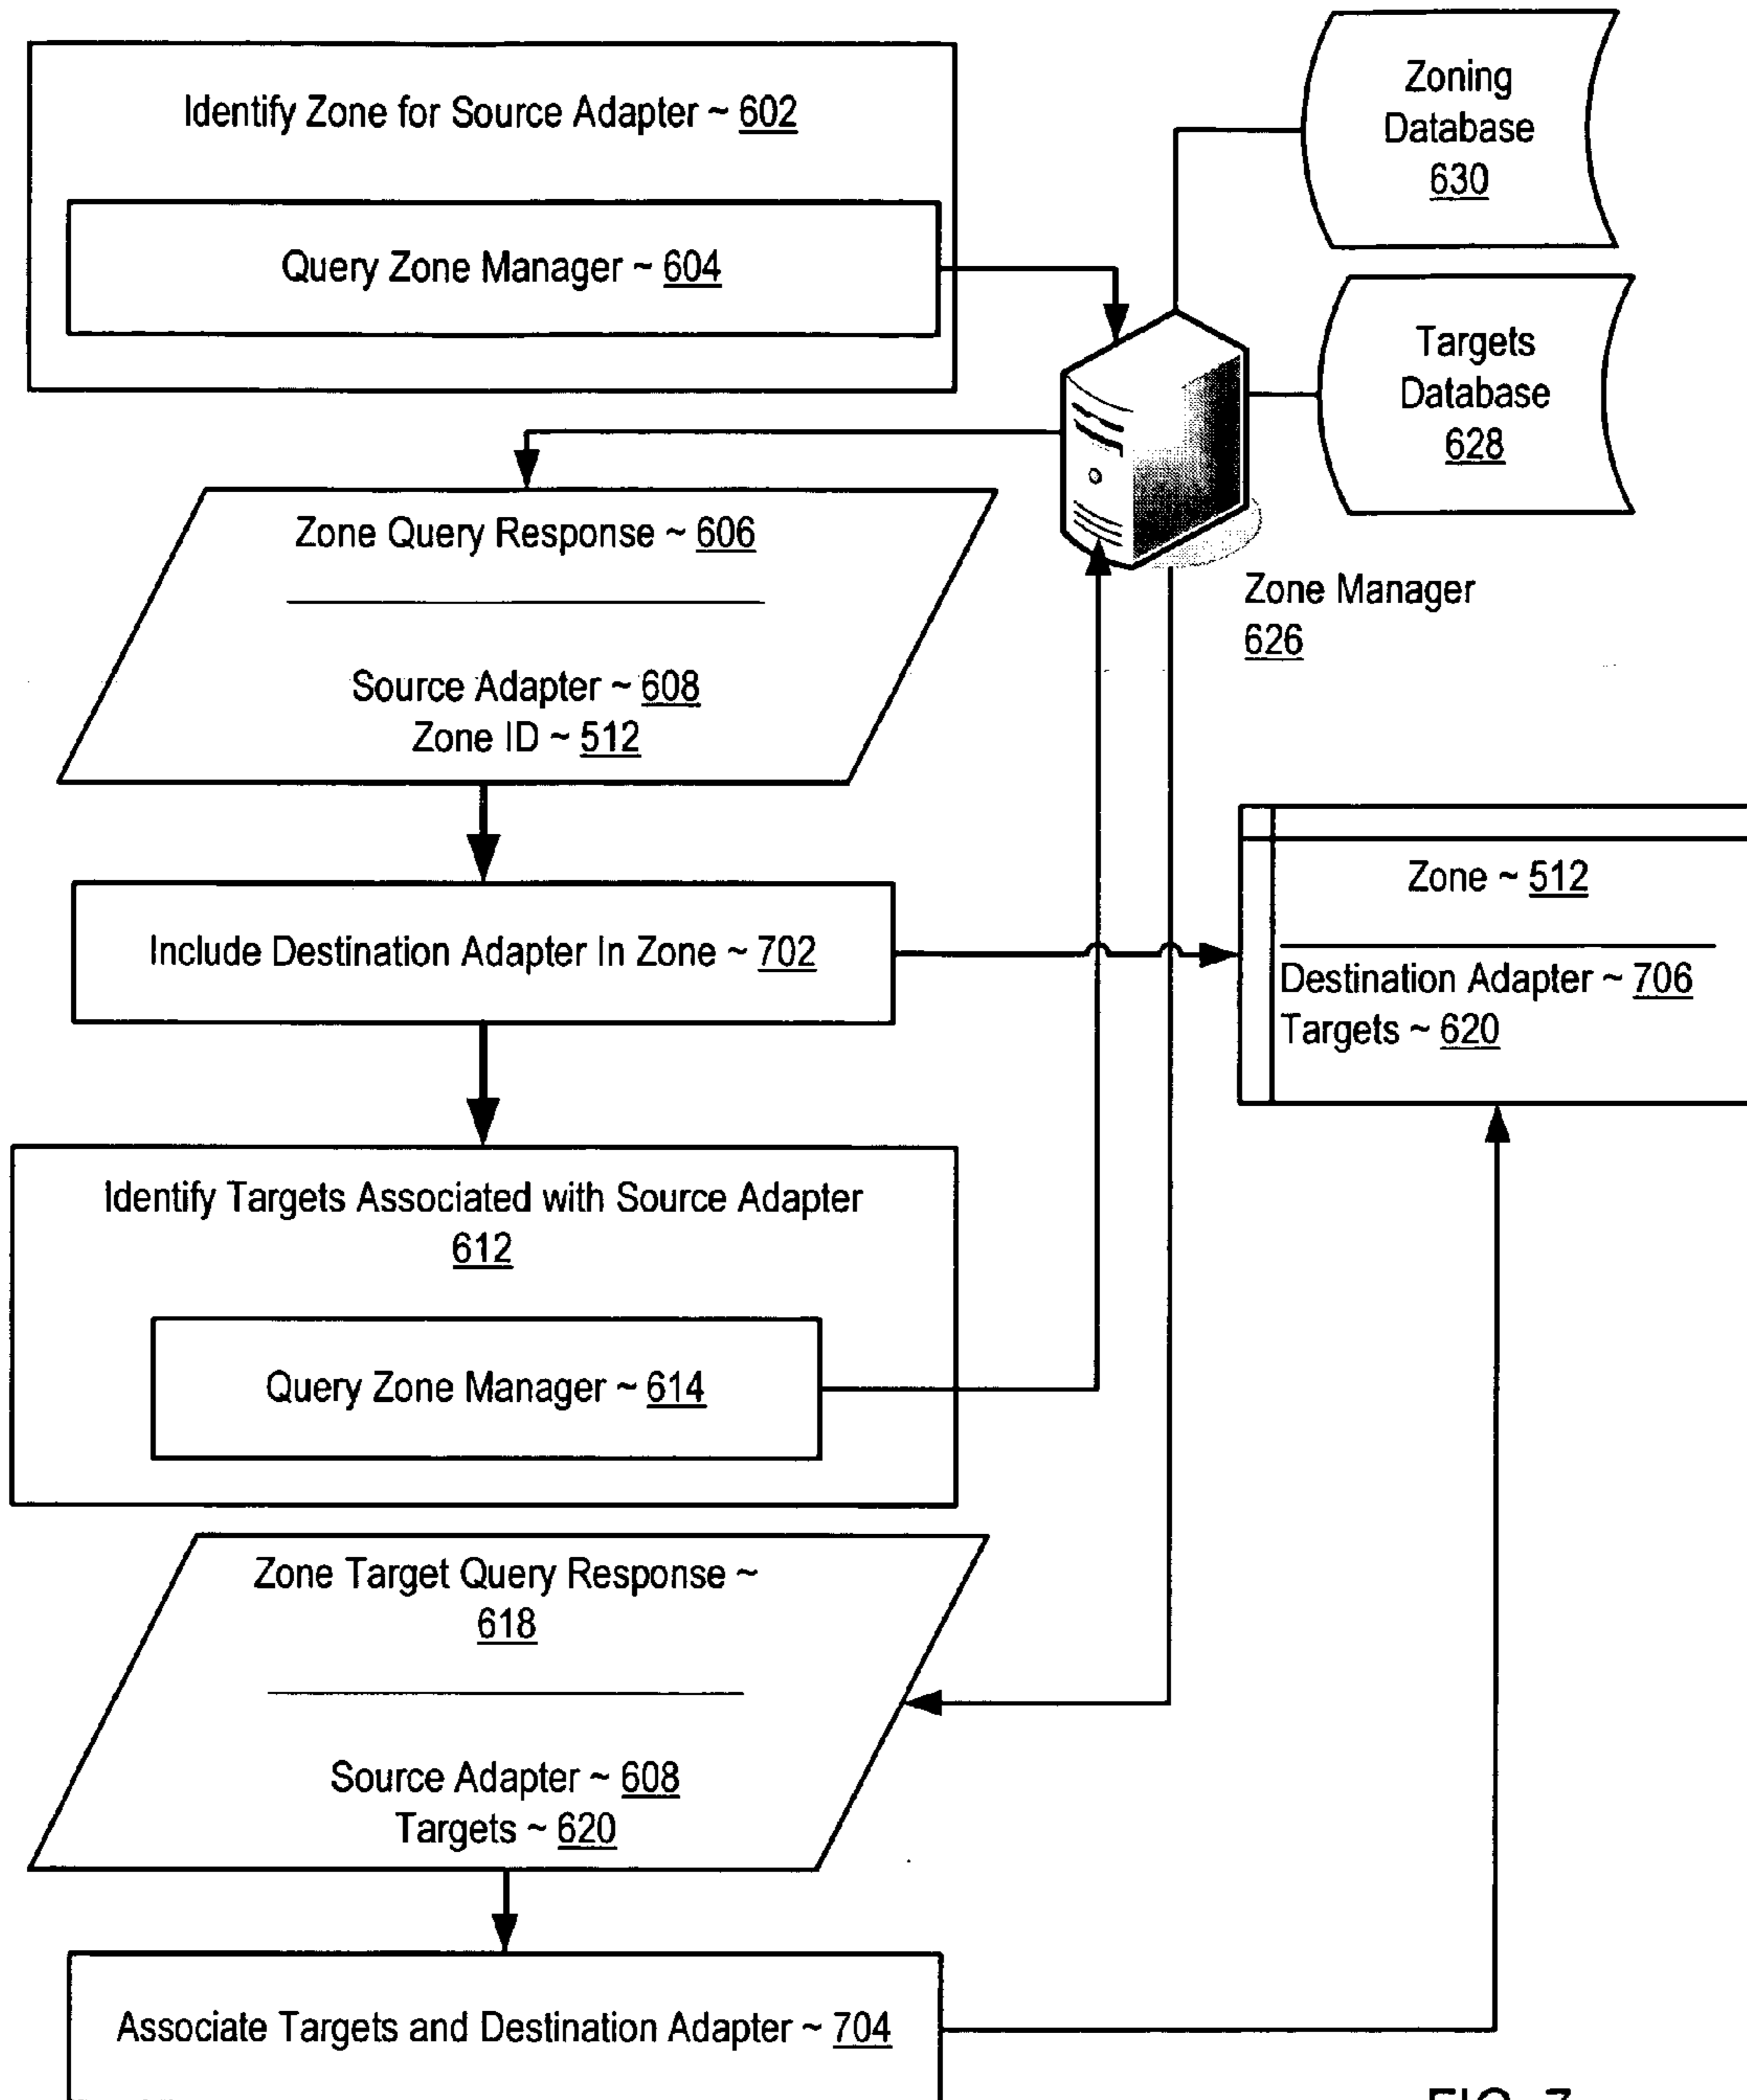 Identify Zone for Source Adapter ~ 602
Query Zone Manager ~ 604
Zoning
Database
630
Targets
Database
628
Zone Manager
626
Zone Query Response ~ 606
Source Adapter ~ 608
Zone ID ~ 512
Include Destination Adapter In Zone ~ 702
Zone ~ 512
Destination Adapter ~ 706
Targets ~ 620
Identify Targets Associated with Source Adapter
612
Query Zone Manager ~ 614
Zone Target Query Response ~
618
Source Adapter ~ 608
Targets ~ 620
Associate Targets and Destination Adapter ~ 704
FIG. 7